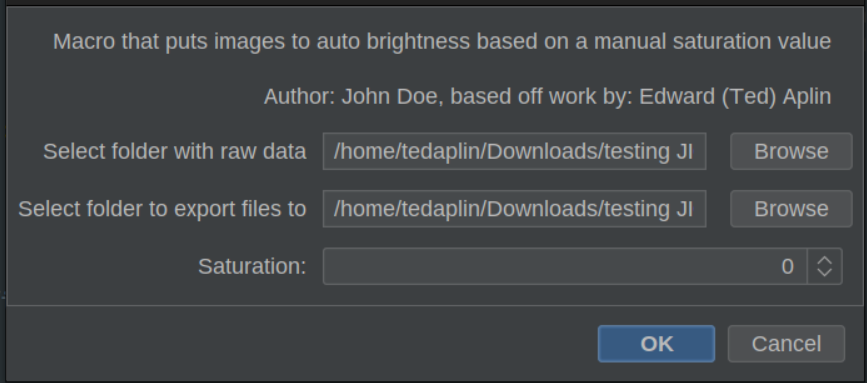 Macro that puts images to auto brightness based on a manual saturation value
Author: John Doe, based off work by: Edward (Ted) Aplin
Select folder with raw data /home/tedaplin/Downloads/testing JI Browse
Select folder to export files to /home/tedaplin/Downloads/testing JI Browse
Saturation: 0
OK Cancel